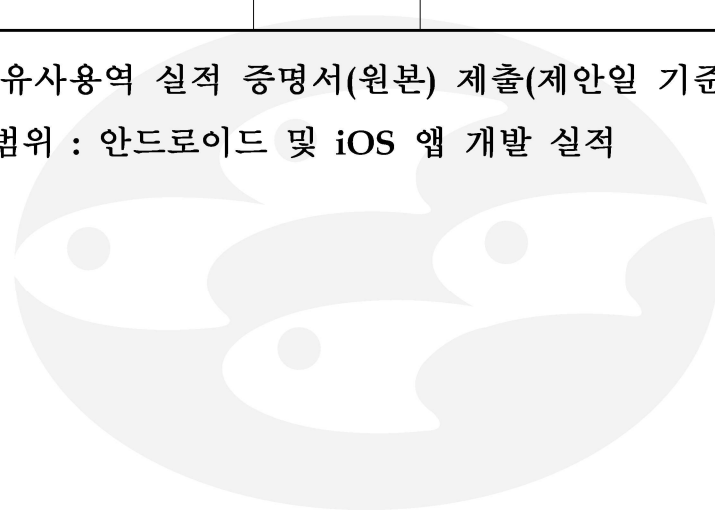 유사용역 실적 증명서(원본) 제출(제안일 기준
범위 : 안드로이드 및 iOS 앱 개발 실적